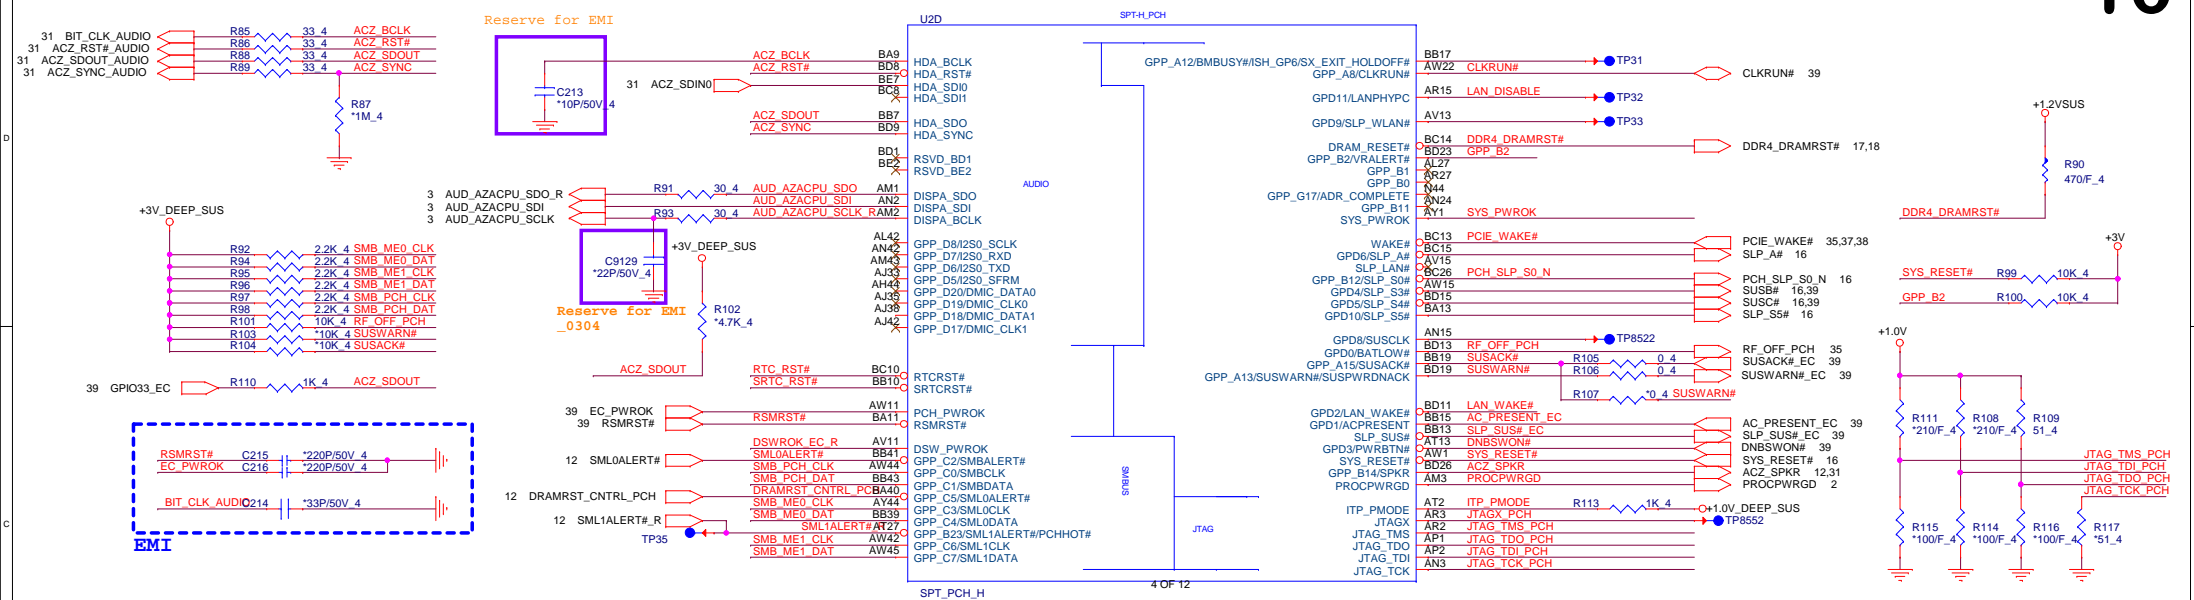 Reserve for EMI
31 BIT_CLK_AUDIO R85 33_4 ACZ_BCLK
31 ACZ_RST#_AUDIO R86 33_4 ACZ_RST#
31 ACZ_SDOUT_AUDIO R88 33_4 ACZ_SDOUT
31 ACZ_SYNC_AUDIO R89 33_4 ACZ_SYNC
R87
*1M_4
C213
*10P/50V_4
U2D
SPT-H_PCH
ACZ_BCLK BA9 HDA_BCLK
ACZ_RST# BD8 HDA_RST#
31 ACZ_SDIN0 BE7 HDA_SDI0
BC8 HDA_SDI1
ACZ_SDOUT BB7 HDA_SDO
ACZ_SYNC BD9 HDA_SYNC
BD1 RSVD_BD1
BE2 RSVD_BE2
AUDIO
3 AUD_AZACPU_SDO_R R91 30_4 AUD_AZACPU_SDO AM1 DISPA_SDO
3 AUD_AZACPU_SDI AUD_AZACPU_SDI AN2 DISPA_SDI
3 AUD_AZACPU_SCLK R93 30_4 AUD_AZACPU_SCLK_R AM2 DISPA_BCLK
AL42 GPP_D8/I2S0_SCLK
AN42 GPP_D7/I2S0_RXD
AM43 GPP_D6/I2S0_TXD
AJ33 GPP_D5/I2S0_SFRM
AH44 GPP_D20/DMIC_DATA0
AJ35 GPP_D19/DMIC_CLK0
AJ38 GPP_D18/DMIC_DATA1
AJ42 GPP_D17/DMIC_CLK1
C9129
*22P/50V_4
Reserve for EMI
_0304
+3V_DEEP_SUS
R102
*4.7K_4
ACZ_SDOUT
+3V_DEEP_SUS
R92 2.2K_4 SMB_ME0_CLK
R94 2.2K_4 SMB_ME0_DAT
R95 2.2K_4 SMB_ME1_CLK
R96 2.2K_4 SMB_ME1_DAT
R97 2.2K_4 SMB_PCH_CLK
R98 2.2K_4 SMB_PCH_DAT
R101 10K_4 RF_OFF_PCH
R103 *10K_4 SUSWARN#
R104 *10K_4 SUSACK#
39 GPIO33_EC R110 1K_4 ACZ_SDOUT
RSMRST# C215 *220P/50V_4
EC_PWROK C216 *220P/50V_4
BIT_CLK_AUDIO C214 *33P/50V_4
EMI
RTC_RST# BC10 RTCRST#
SRTC_RST# BB10 SRTCRST#
39 EC_PWROK AW11 PCH_PWROK
39 RSMRST# RSMRST# BA11 RSMRST#
DSWROK_EC_R AV11 DSW_PWROK
12 SML0ALERT# SML0ALERT# BB41 GPP_C2/SMBALERT#
SMB_PCH_CLK AW44 GPP_C0/SMBCLK
SMB_PCH_DAT BB43 GPP_C1/SMBDATA
12 DRAMRST_CNTRL_PCH DRAMRST_CNTRL_PCH BA40 GPP_C5/SML0ALERT#
SMB_ME0_CLK AY44 GPP_C3/SML0CLK
12 SML1ALERT#_R SMB_ME0_DAT BB39 GPP_C4/SML0DATA
TP35 SML1ALERT#_R AT27 GPP_B23/SML1ALERT#/PCHHOT#
SMB_ME1_CLK AW42 GPP_C6/SML1CLK
SMB_ME1_DAT AW45 GPP_C7/SML1DATA
SMBUS
JTAG
SPT_PCH_H
4 OF 12
GPP_A12/BMBUSY#/ISH_GP6/SX_EXIT_HOLDOFF# BB17 TP31
GPP_A8/CLKRUN# AW22 CLKRUN# CLKRUN# 39
GPD11/LANPHYPC AR15 LAN_DISABLE TP32
GPD9/SLP_WLAN# AV13 TP33
DRAM_RESET# BC14 DDR4_DRAMRST# DDR4_DRAMRST# 17,18
GPP_B2/VRALERT# BD23 GPP_B2
GPP_B1 AL27
GPP_B0 AR27
GPP_G17/ADR_COMPLETE N44
GPP_B11 AN24
SYS_PWROK AY1 SYS_PWROK
WAKE# BC13 PCIE_WAKE# PCIE_WAKE# 35,37,38
GPD6/SLP_A# BC15 SLP_A# 16
SLP_LAN# AV15
GPP_B12/SLP_S0# BC26 PCH_SLP_S0_N PCH_SLP_S0_N 16
GPD4/SLP_S3# AW15 SUSB# 16,39
GPD5/SLP_S4# BD15 SUSC# 16,39
GPD10/SLP_S5# BA13 SLP_S5# 16
GPD8/SUSCLK AN15 TP8522
GPD0/BATLOW# BD13 RF_OFF_PCH RF_OFF_PCH 35
GPP_A15/SUSACK# BB19 SUSACK# R105 0_4 SUSACK#_EC 39
GPP_A13/SUSWARN#/SUSPWRDNACK BD19 SUSWARN# R106 0_4 SUSWARN#_EC 39
R107 *0_4 SUSWARN#
GPD2/LAN_WAKE# BD11 LAN_WAKE#
GPD1/ACPRESENT BB15 AC_PRESENT_EC AC_PRESENT_EC 39
SLP_SUS# BB13 SLP_SUS#_EC SLP_SUS#_EC 39
GPD3/PWRBTN# AT13 DNBSWON# DNBSWON# 39
SYS_RESET# AW1 SYS_RESET# SYS_RESET# 16
GPP_B14/SPKR BD26 ACZ_SPKR ACZ_SPKR 12,31
PROCPWRGD AM3 PROCPWRGD PROCPWRGD 2
ITP_PMODE AT2 ITP_PMODE R113 1K_4 +1.0V_DEEP_SUS
JTAGX AR3 JTAGX_PCH TP8552
JTAG_TMS AR2 JTAG_TMS_PCH
JTAG_TDO AP1 JTAG_TDO_PCH
JTAG_TDI AP2 JTAG_TDI_PCH
JTAG_TCK AN3 JTAG_TCK_PCH
+1.2VSUS
R90
470/F_4
DDR4_DRAMRST#
+3V
SYS_RESET# R99 10K_4
GPP_B2 R100 10K_4
+1.0V
R111 R108 R109
*210/F_4 *210/F_4 51_4
JTAG_TMS_PCH
JTAG_TDI_PCH
JTAG_TDO_PCH
JTAG_TCK_PCH
R115 R114 R116 R117
*100/F_4 *100/F_4 *100/F_4 *51_4
D
C